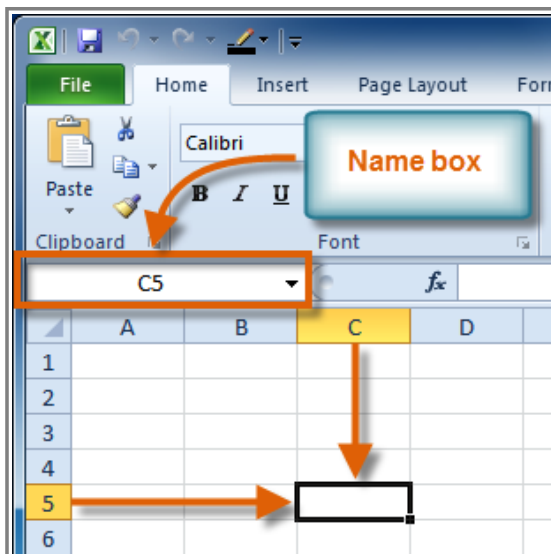 File Home Insert Page Layout
Calibri
Name box
Paste
B I U
Clipboard Font
C5 fx
A B C D
1
2
3
4
5
6